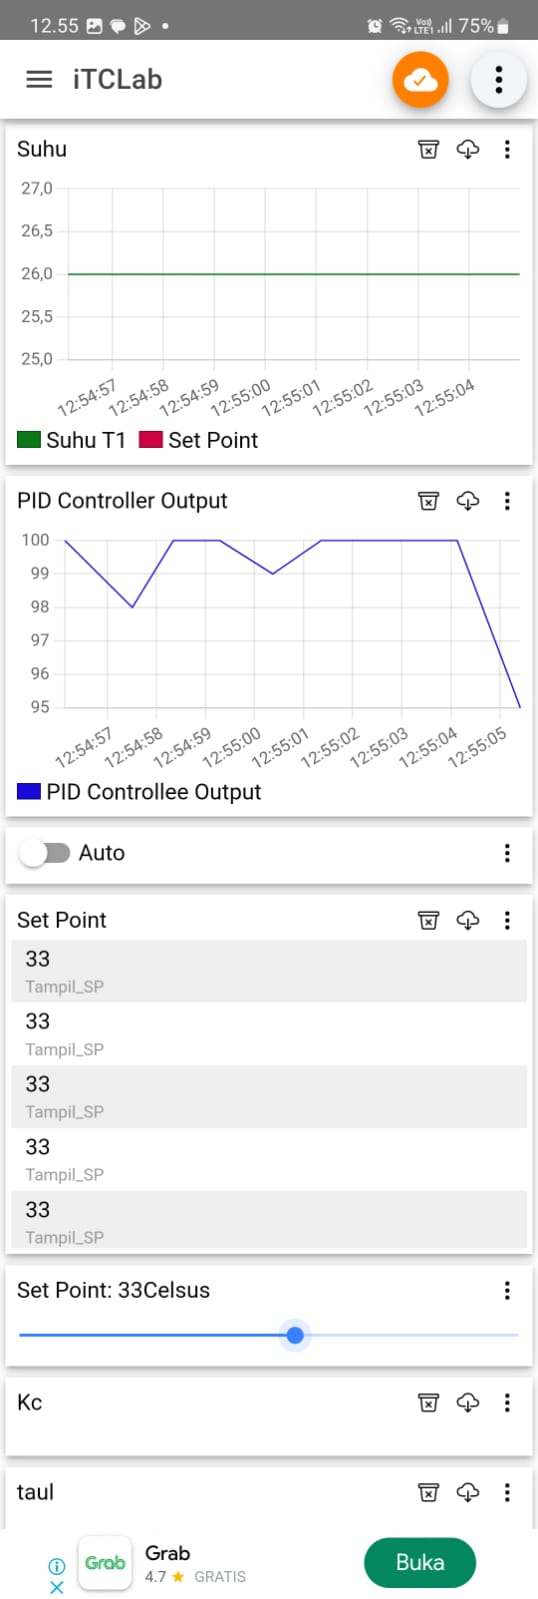 12.55 75%
Vo)) LTE1
iTCLab
Suhu
27,0
26,5
26,0
25,5
25,0
12:54:57 12:54:58 12:54:59 12:55:00 12:55:01 12:55:02 12:55:03 12:55:04
Suhu T1 Set Point
PID Controller Output
100
99
98
97
96
95
12:54:57 12:54:58 12:54:59 12:55:00 12:55:01 12:55:02 12:55:03 12:55:04 12:55:05
PID Controllee Output
Auto
Set Point
33
Tampil_SP
33
Tampil_SP
33
Tampil_SP
33
Tampil_SP
33
Tampil_SP
Set Point: 33Celsus
Kc
tauI
Grab
Grab
4.7 ★ GRATIS
Buka